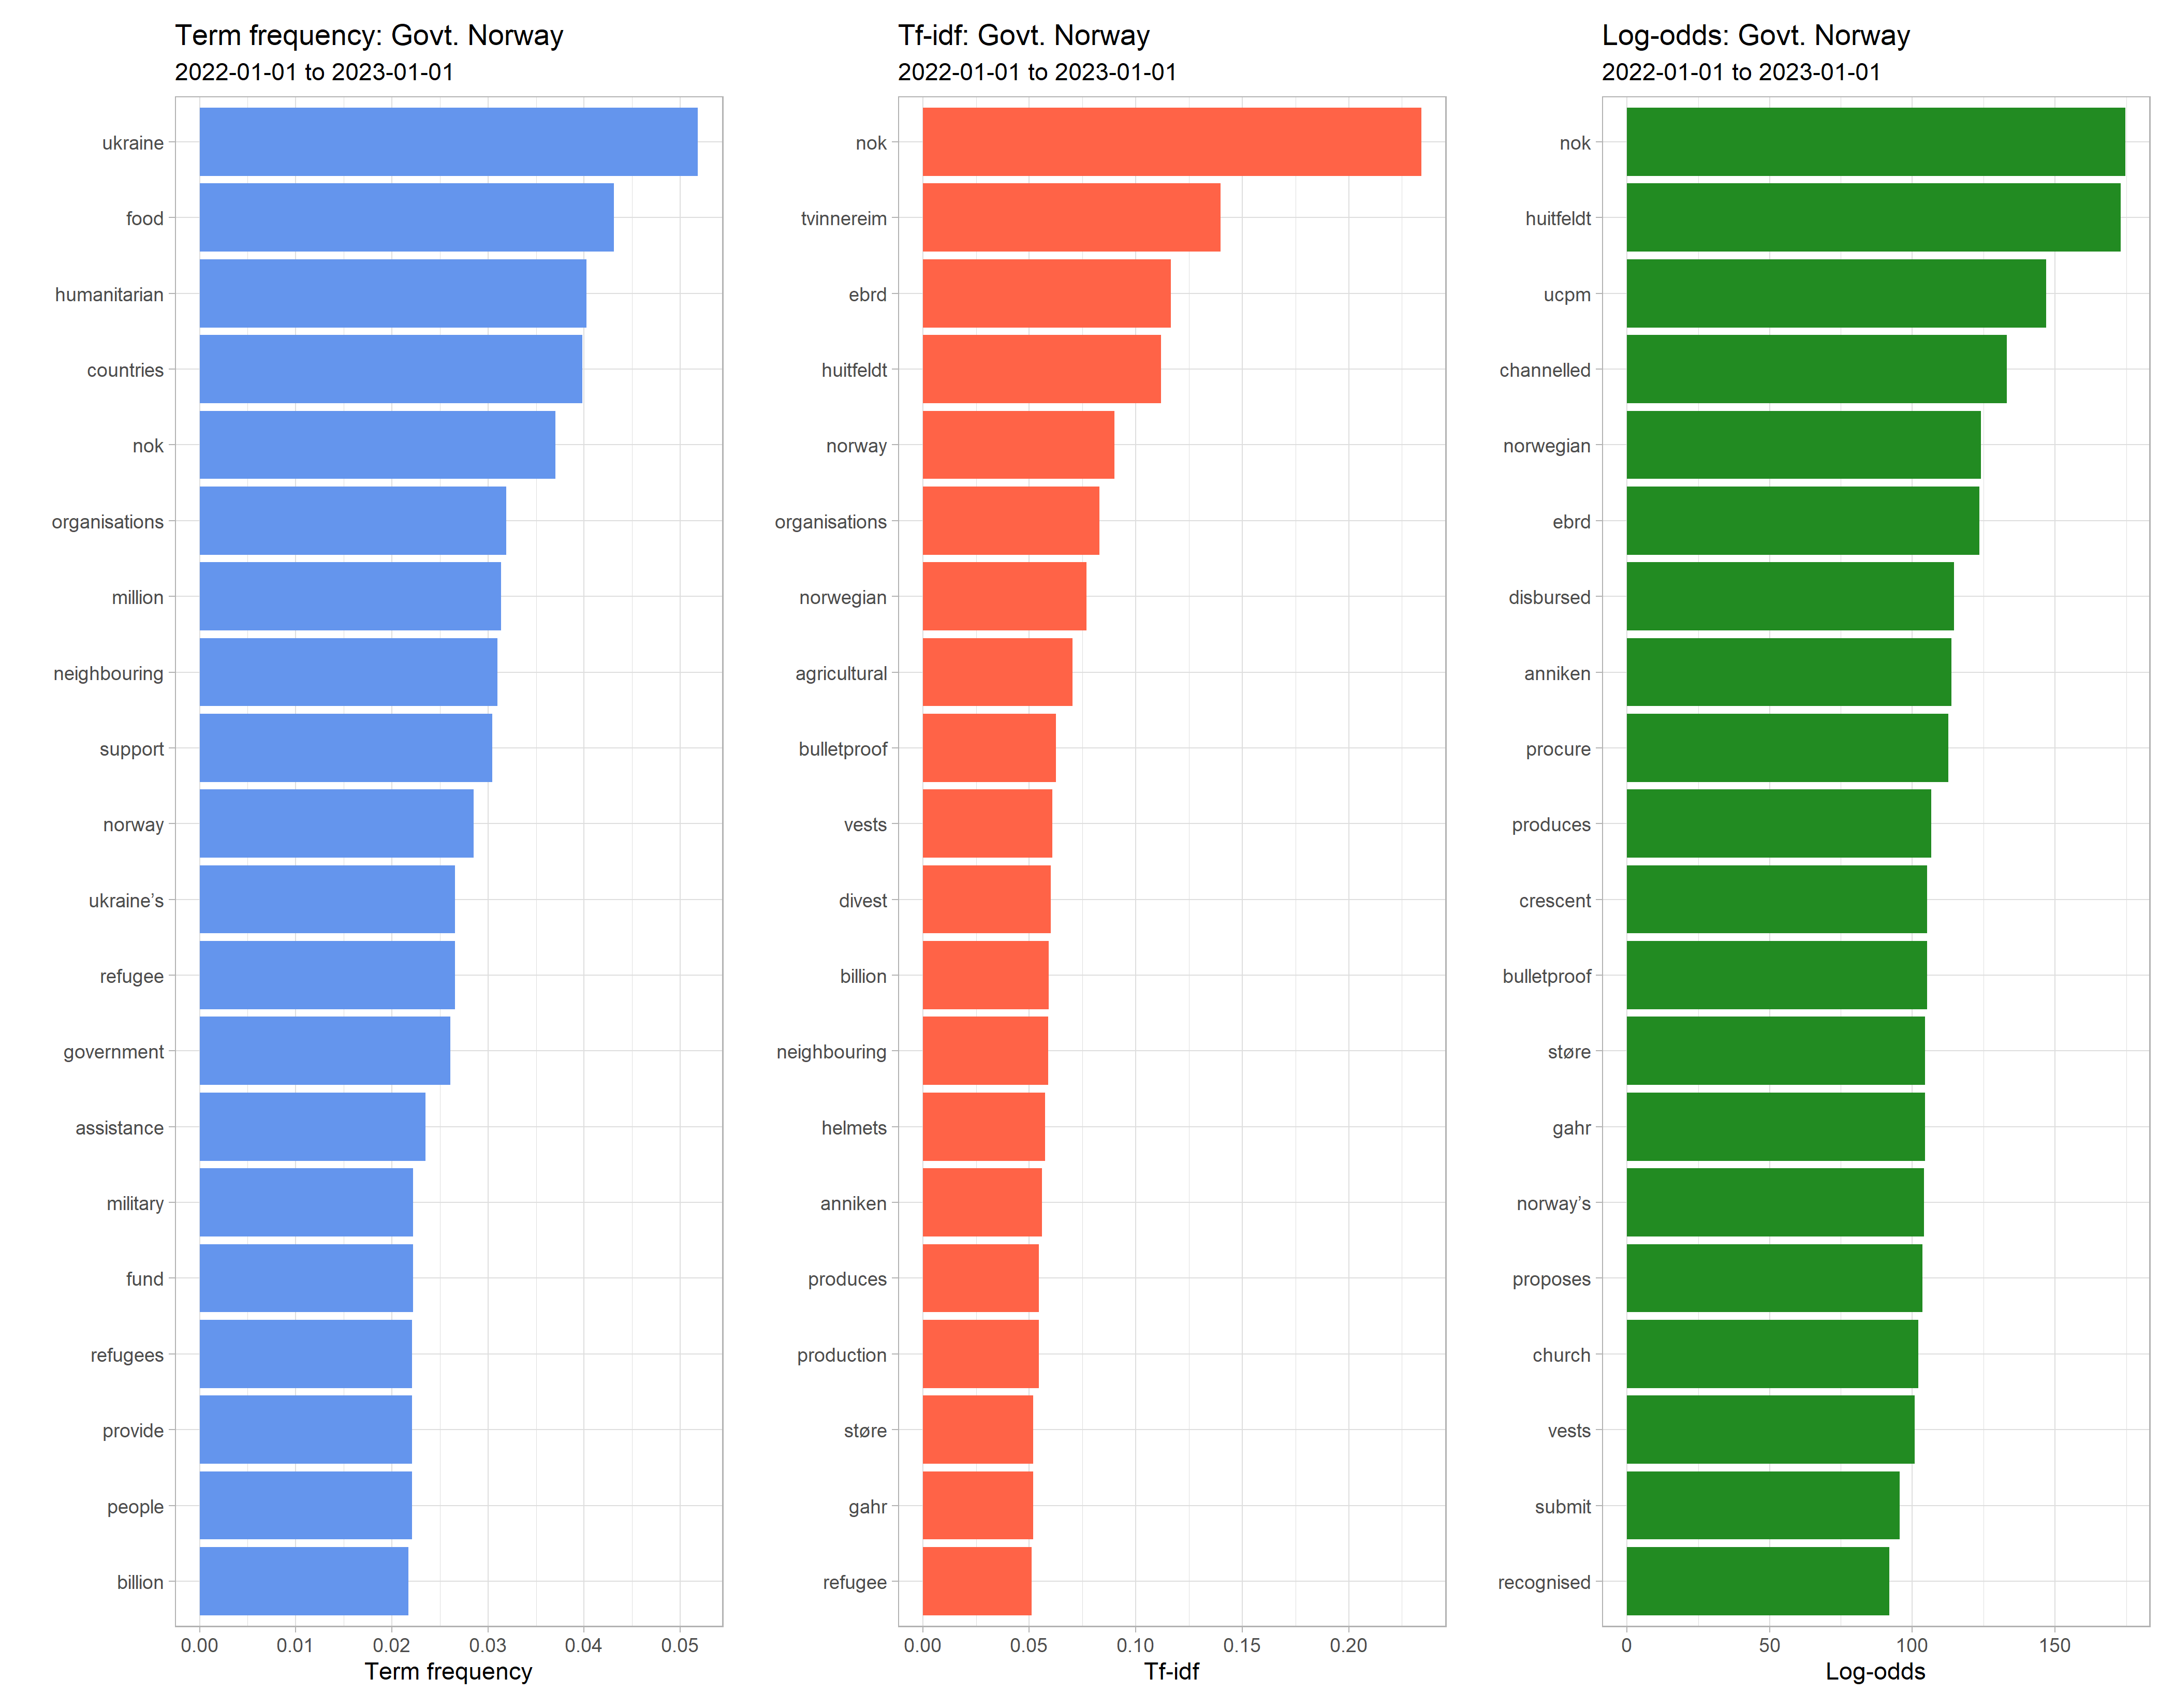 Term frequency: Govt. Norway
2022-01-01 to 2023-01-01
ukraine
food
humanitarian
countries
nok
organisations
million
neighbouring
support
norway
ukraine’s
refugee
government
assistance
military
fund
refugees
provide
people
billion
0.00 0.01 0.02 0.03 0.04 0.05
Term frequency
Tf-idf: Govt. Norway
2022-01-01 to 2023-01-01
nok
tvinnereim
ebrd
huitfeldt
norway
organisations
norwegian
agricultural
bulletproof
vests
divest
billion
neighbouring
helmets
anniken
produces
production
støre
gahr
refugee
0.00 0.05 0.10 0.15 0.20
Tf-idf
Log-odds: Govt. Norway
2022-01-01 to 2023-01-01
nok
huitfeldt
ucpm
channelled
norwegian
ebrd
disbursed
anniken
procure
produces
crescent
bulletproof
støre
gahr
norway’s
proposes
church
vests
submit
recognised
0 50 100 150
Log-odds